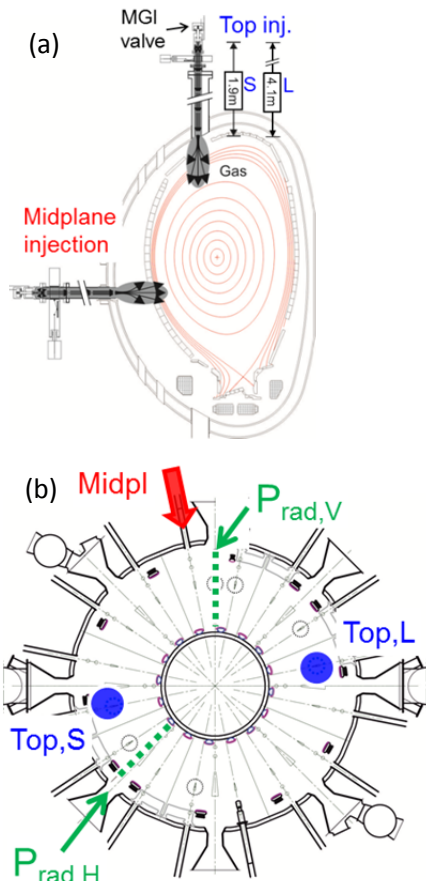 (a)
MGI
valve
Top inj.
1.9m
S
4.1m
L
Gas
Midplane
injection
(b)
Midpl
Prad,V
Top,L
Top,S
Prad,H